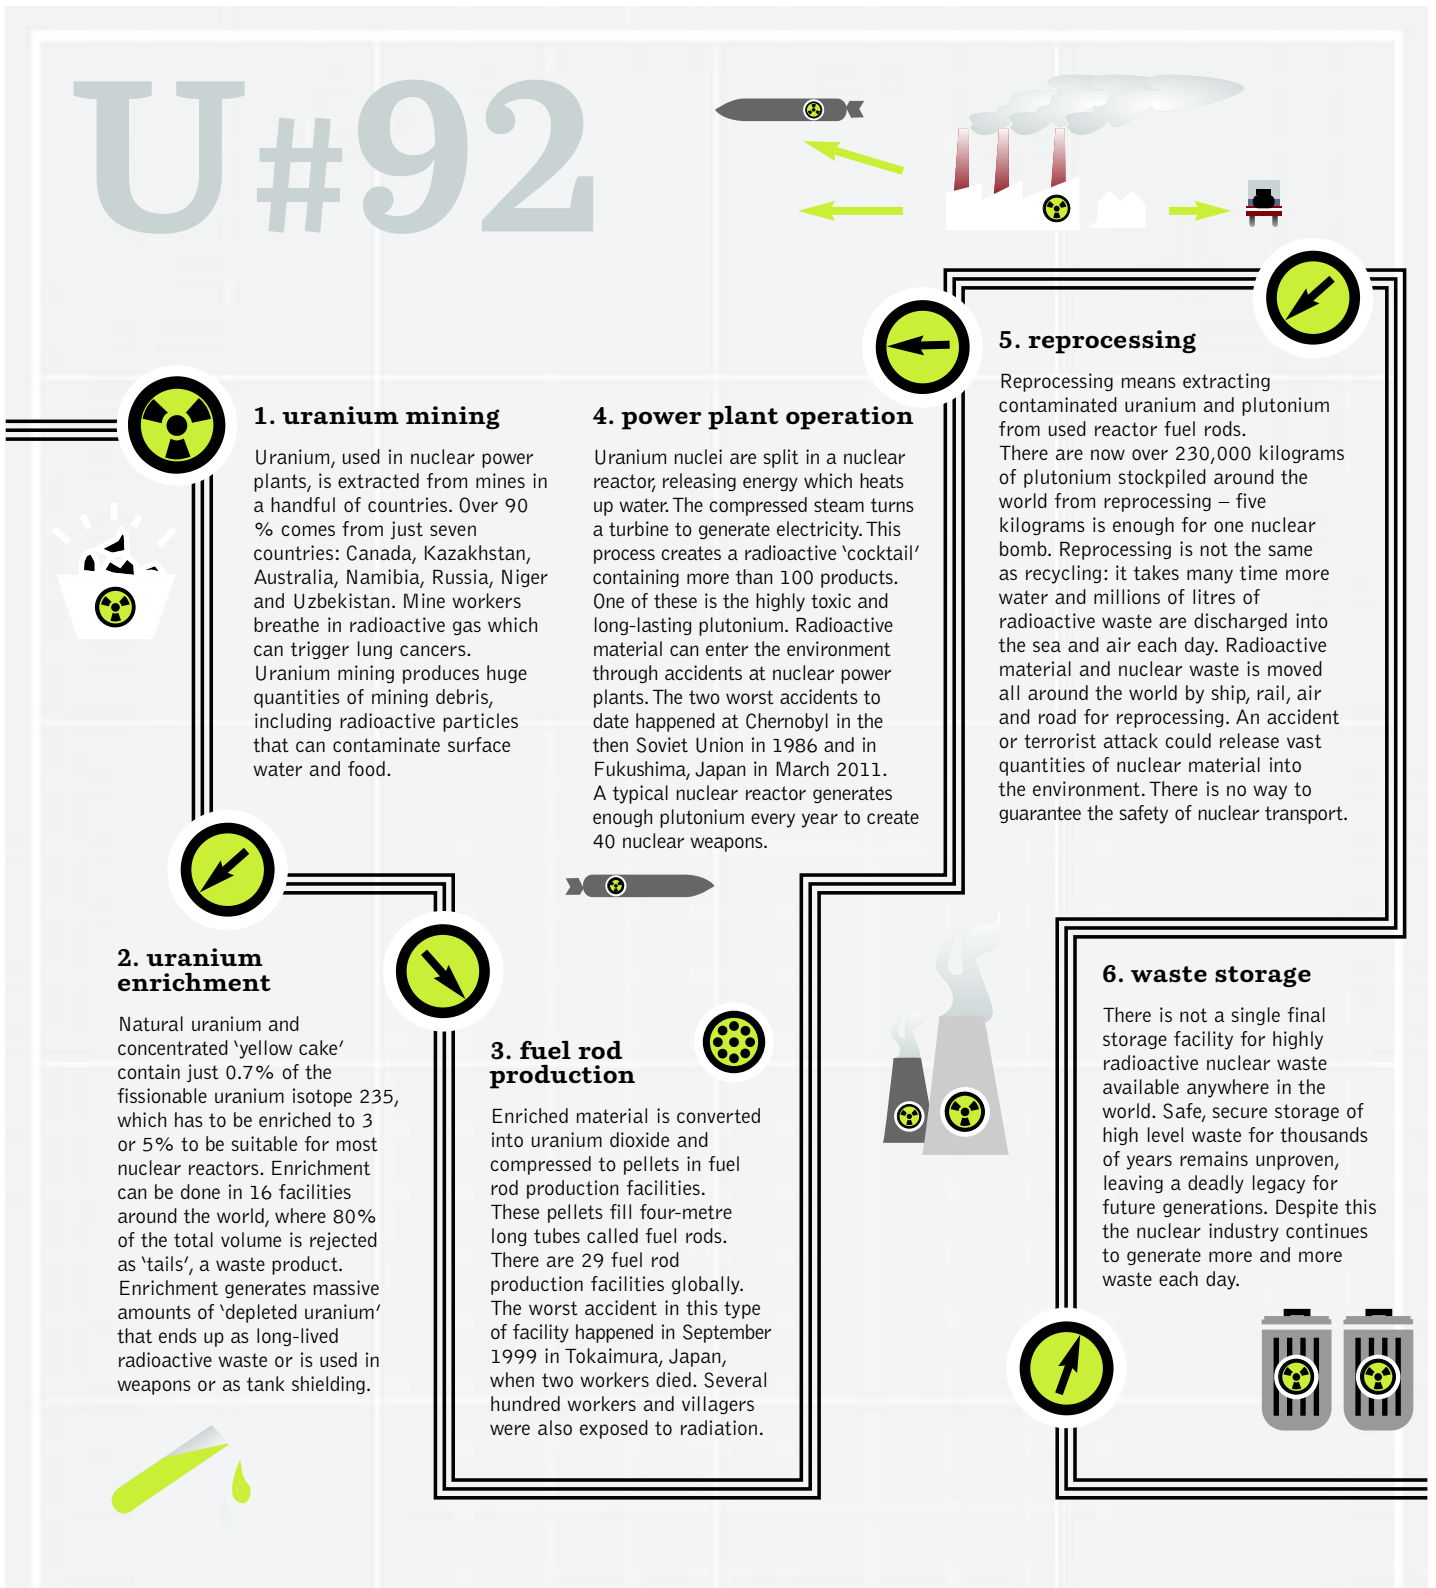 U#92
1. uranium mining
Uranium, used in nuclear power
plants, is extracted from mines in
a handful of countries. Over 90
% comes from just seven
countries: Canada, Kazakhstan,
Australia, Namibia, Russia, Niger
and Uzbekistan. Mine workers
breathe in radioactive gas which
can trigger lung cancers.
Uranium mining produces huge
quantities of mining debris,
including radioactive particles
that can contaminate surface
water and food.
2. uranium
enrichment
Natural uranium and
concentrated ‘yellow cake’
contain just 0.7% of the
fissionable uranium isotope 235,
which has to be enriched to 3
or 5% to be suitable for most
nuclear reactors. Enrichment
can be done in 16 facilities
around the world, where 80%
of the total volume is rejected
as ‘tails’, a waste product.
Enrichment generates massive
amounts of ‘depleted uranium’
that ends up as long-lived
radioactive waste or is used in
weapons or as tank shielding.
3. fuel rod
production
Enriched material is converted
into uranium dioxide and
compressed to pellets in fuel
rod production facilities.
These pellets fill four-metre
long tubes called fuel rods.
There are 29 fuel rod
production facilities globally.
The worst accident in this type
of facility happened in September
1999 in Tokaimura, Japan,
when two workers died. Several
hundred workers and villagers
were also exposed to radiation.
4. power plant operation
Uranium nuclei are split in a nuclear
reactor, releasing energy which heats
up water. The compressed steam turns
a turbine to generate electricity. This
process creates a radioactive ‘cocktail’
containing more than 100 products.
One of these is the highly toxic and
long-lasting plutonium. Radioactive
material can enter the environment
through accidents at nuclear power
plants. The two worst accidents to
date happened at Chernobyl in the
then Soviet Union in 1986 and in
Fukushima, Japan in March 2011.
A typical nuclear reactor generates
enough plutonium every year to create
40 nuclear weapons.
5. reprocessing
Reprocessing means extracting
contaminated uranium and plutonium
from used reactor fuel rods.
There are now over 230,000 kilograms
of plutonium stockpiled around the
world from reprocessing – five
kilograms is enough for one nuclear
bomb. Reprocessing is not the same
as recycling: it takes many time more
water and millions of litres of
radioactive waste are discharged into
the sea and air each day. Radioactive
material and nuclear waste is moved
all around the world by ship, rail, air
and road for reprocessing. An accident
or terrorist attack could release vast
quantities of nuclear material into
the environment. There is no way to
guarantee the safety of nuclear transport.
6. waste storage
There is not a single final
storage facility for highly
radioactive nuclear waste
available anywhere in the
world. Safe, secure storage of
high level waste for thousands
of years remains unproven,
leaving a deadly legacy for
future generations. Despite this
the nuclear industry continues
to generate more and more
waste each day.